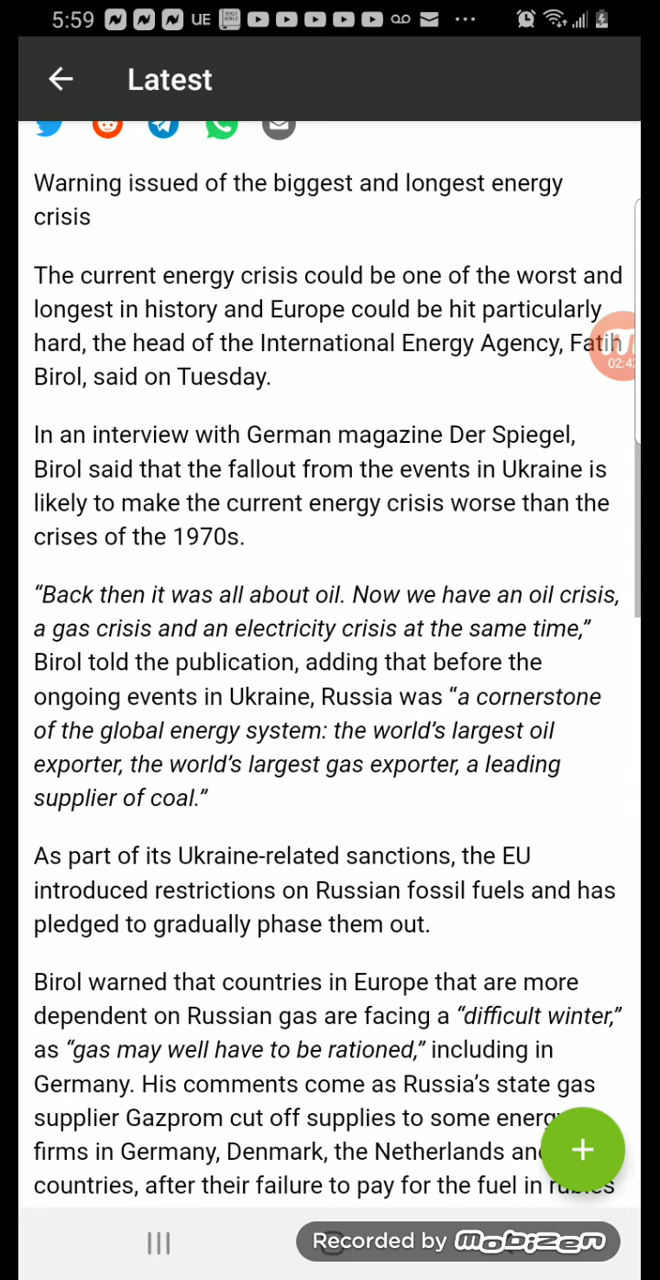 5:59
UE
Latest
Warning issued of the biggest and longest energy
crisis
The current energy crisis could be one of the worst and
longest in history and Europe could be hit particularly
hard, the head of the International Energy Agency, Fatih
02:4
Birol, said on Tuesday.
In an interview with German magazine Der Spiegel,
Birol said that the fallout from the events in Ukraine is
likely to make the current energy crisis worse than the
crises of the 1970s.
“Back then it was all about oil. Now we have an oil crisis,
a gas crisis and an electricity crisis at the same time,”
Birol told the publication, adding that before the
ongoing events in Ukraine, Russia was “a cornerstone
of the global energy system: the world’s largest oil
exporter, the world’s largest gas exporter, a leading
supplier of coal.”
As part of its Ukraine-related sanctions, the EU
introduced restrictions on Russian fossil fuels and has
pledged to gradually phase them out.
Birol warned that countries in Europe that are more
dependent on Russian gas are facing a “difficult winter,”
as “gas may well have to be rationed,” including in
Germany. His comments come as Russia’s state gas
supplier Gazprom cut off supplies to some energ
firms in Germany, Denmark, the Netherlands an
countries, after their failure to pay for the fuel in rubles
Recorded by mobizen